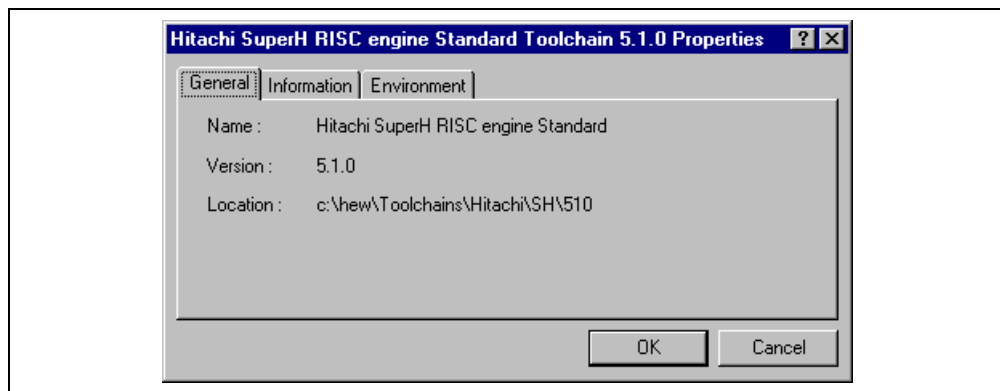 Hitachi SuperH RISC engine Standard Toolchain 5.1.0 Properties
General Information Environment
Name : Hitachi SuperH RISC engine Standard
Version : 5.1.0
Location : c:\hew\Toolchains\Hitachi\SH\510
OK Cancel